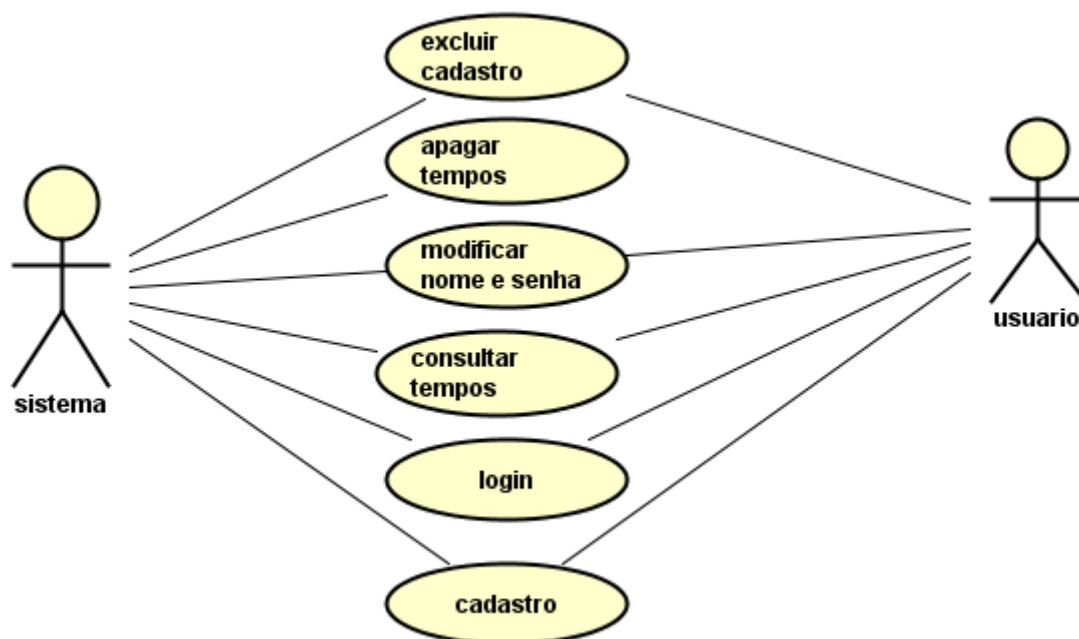 excluir
cadastro
apagar
tempos
modificar
nome e senha
consultar
tempos
login
cadastro
sistema
usuario